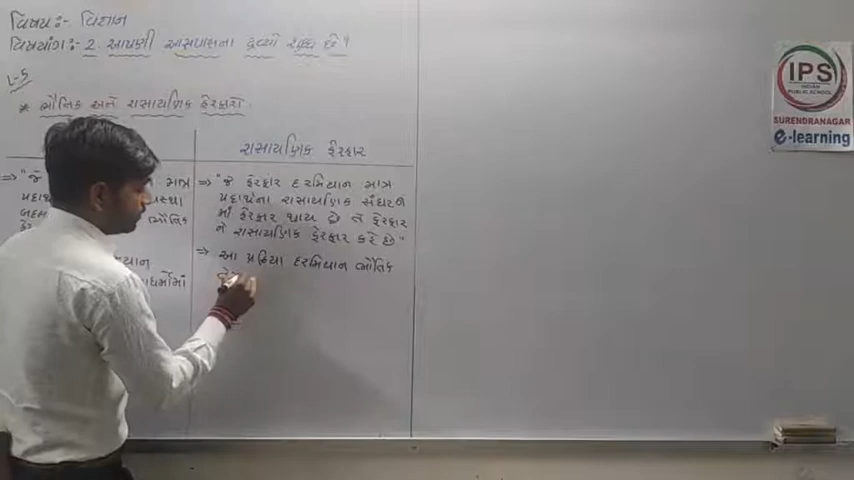 વિષય:- વિજ્ઞાન
વિષયાંગ:- 2. આપણી આસપાસના દ્રવ્યો શુદ્ધ છે?
L-5
* ભૌતિક અને રાસાયણિક ફેરફારો
રાસાયણિક ફેરફાર
⇒ "જે
માત્ર
ભૌતિક
⇒ "જે ફેરફાર દરમિયાન માત્ર
પદાર્થના રાસાયણિક સંઘટન
માં ફેરફાર થાય છે તે ફેરફાર
ને રાસાયણિક ફેરફાર કહે છે"
⇒ આ પ્રક્રિયા દરમિયાન ભૌતિક
IPS
INDIAN
PUBLIC SCHOOL
SURENDRANAGAR
e-learning